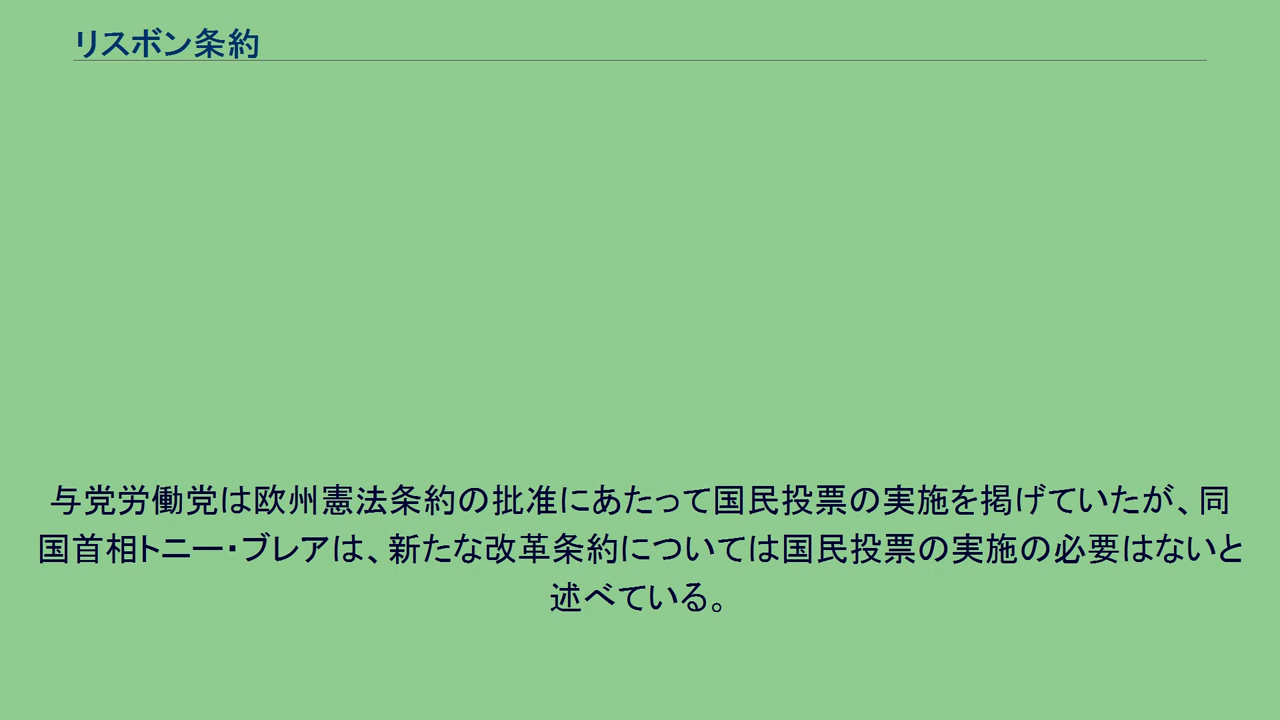 リスボン条約
与党労働党は欧州憲法条約の批准にあたって国民投票の実施を掲げていたが、同
国首相トニー・ブレアは、新たな改革条約については国民投票の実施の必要はないと
述べている。